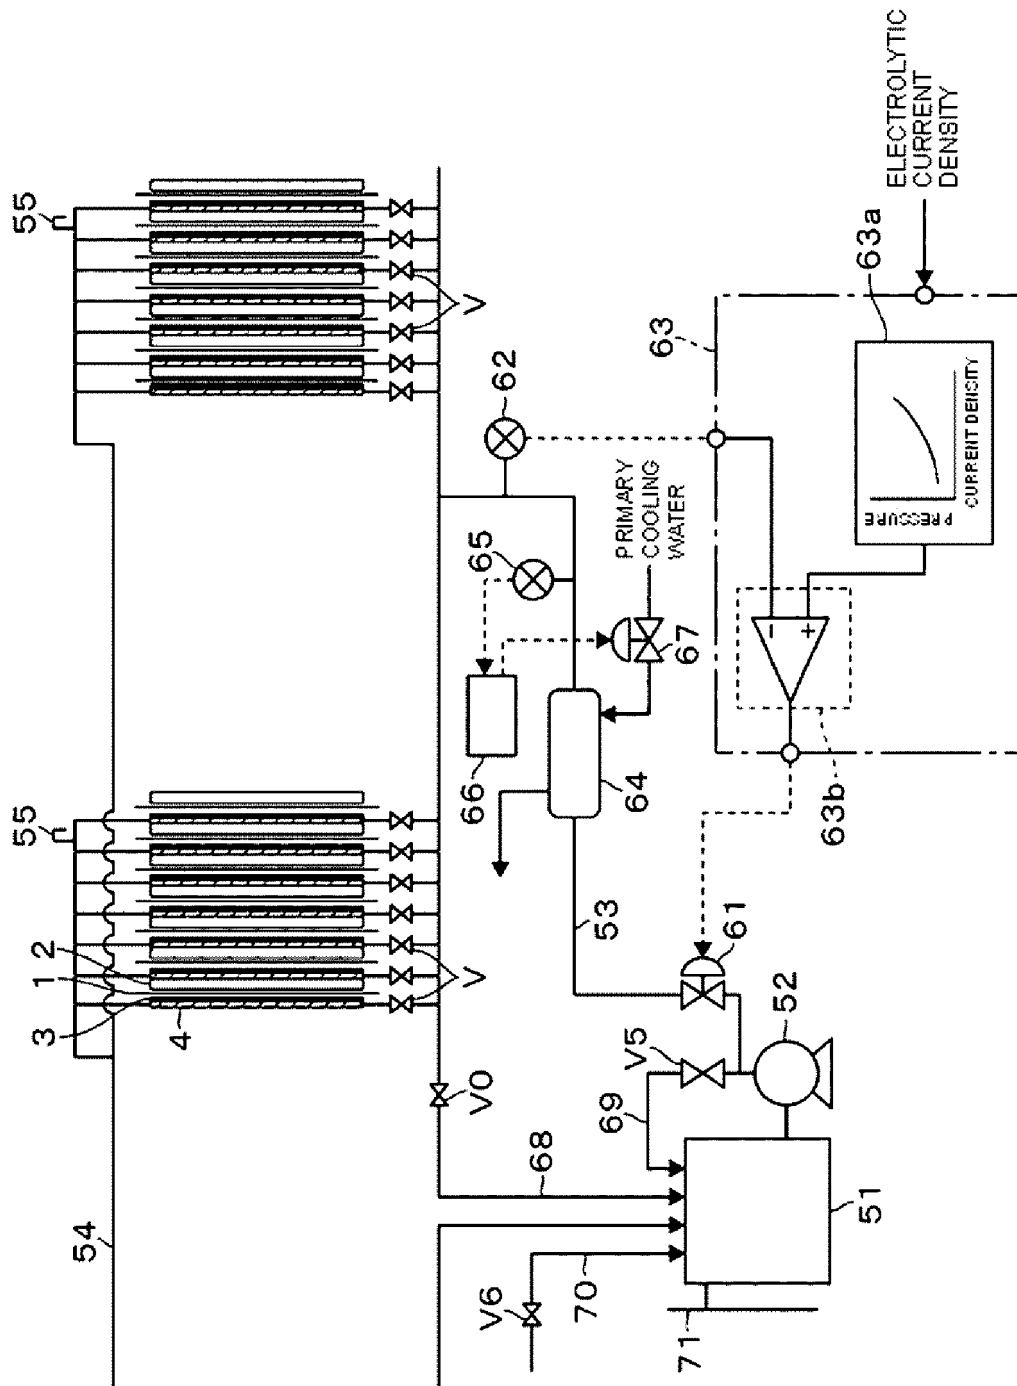 55
55
3
1
2
4
V
V
54
V0
68
53
62
65
66
64
67
PRIMARY
COOLING
WATER
63
63a
63b
ELECTROLYTIC
CURRENT
DENSITY
PRESSURE
CURRENT DENSITY
−
+
61
V5
52
69
51
70
V6
71